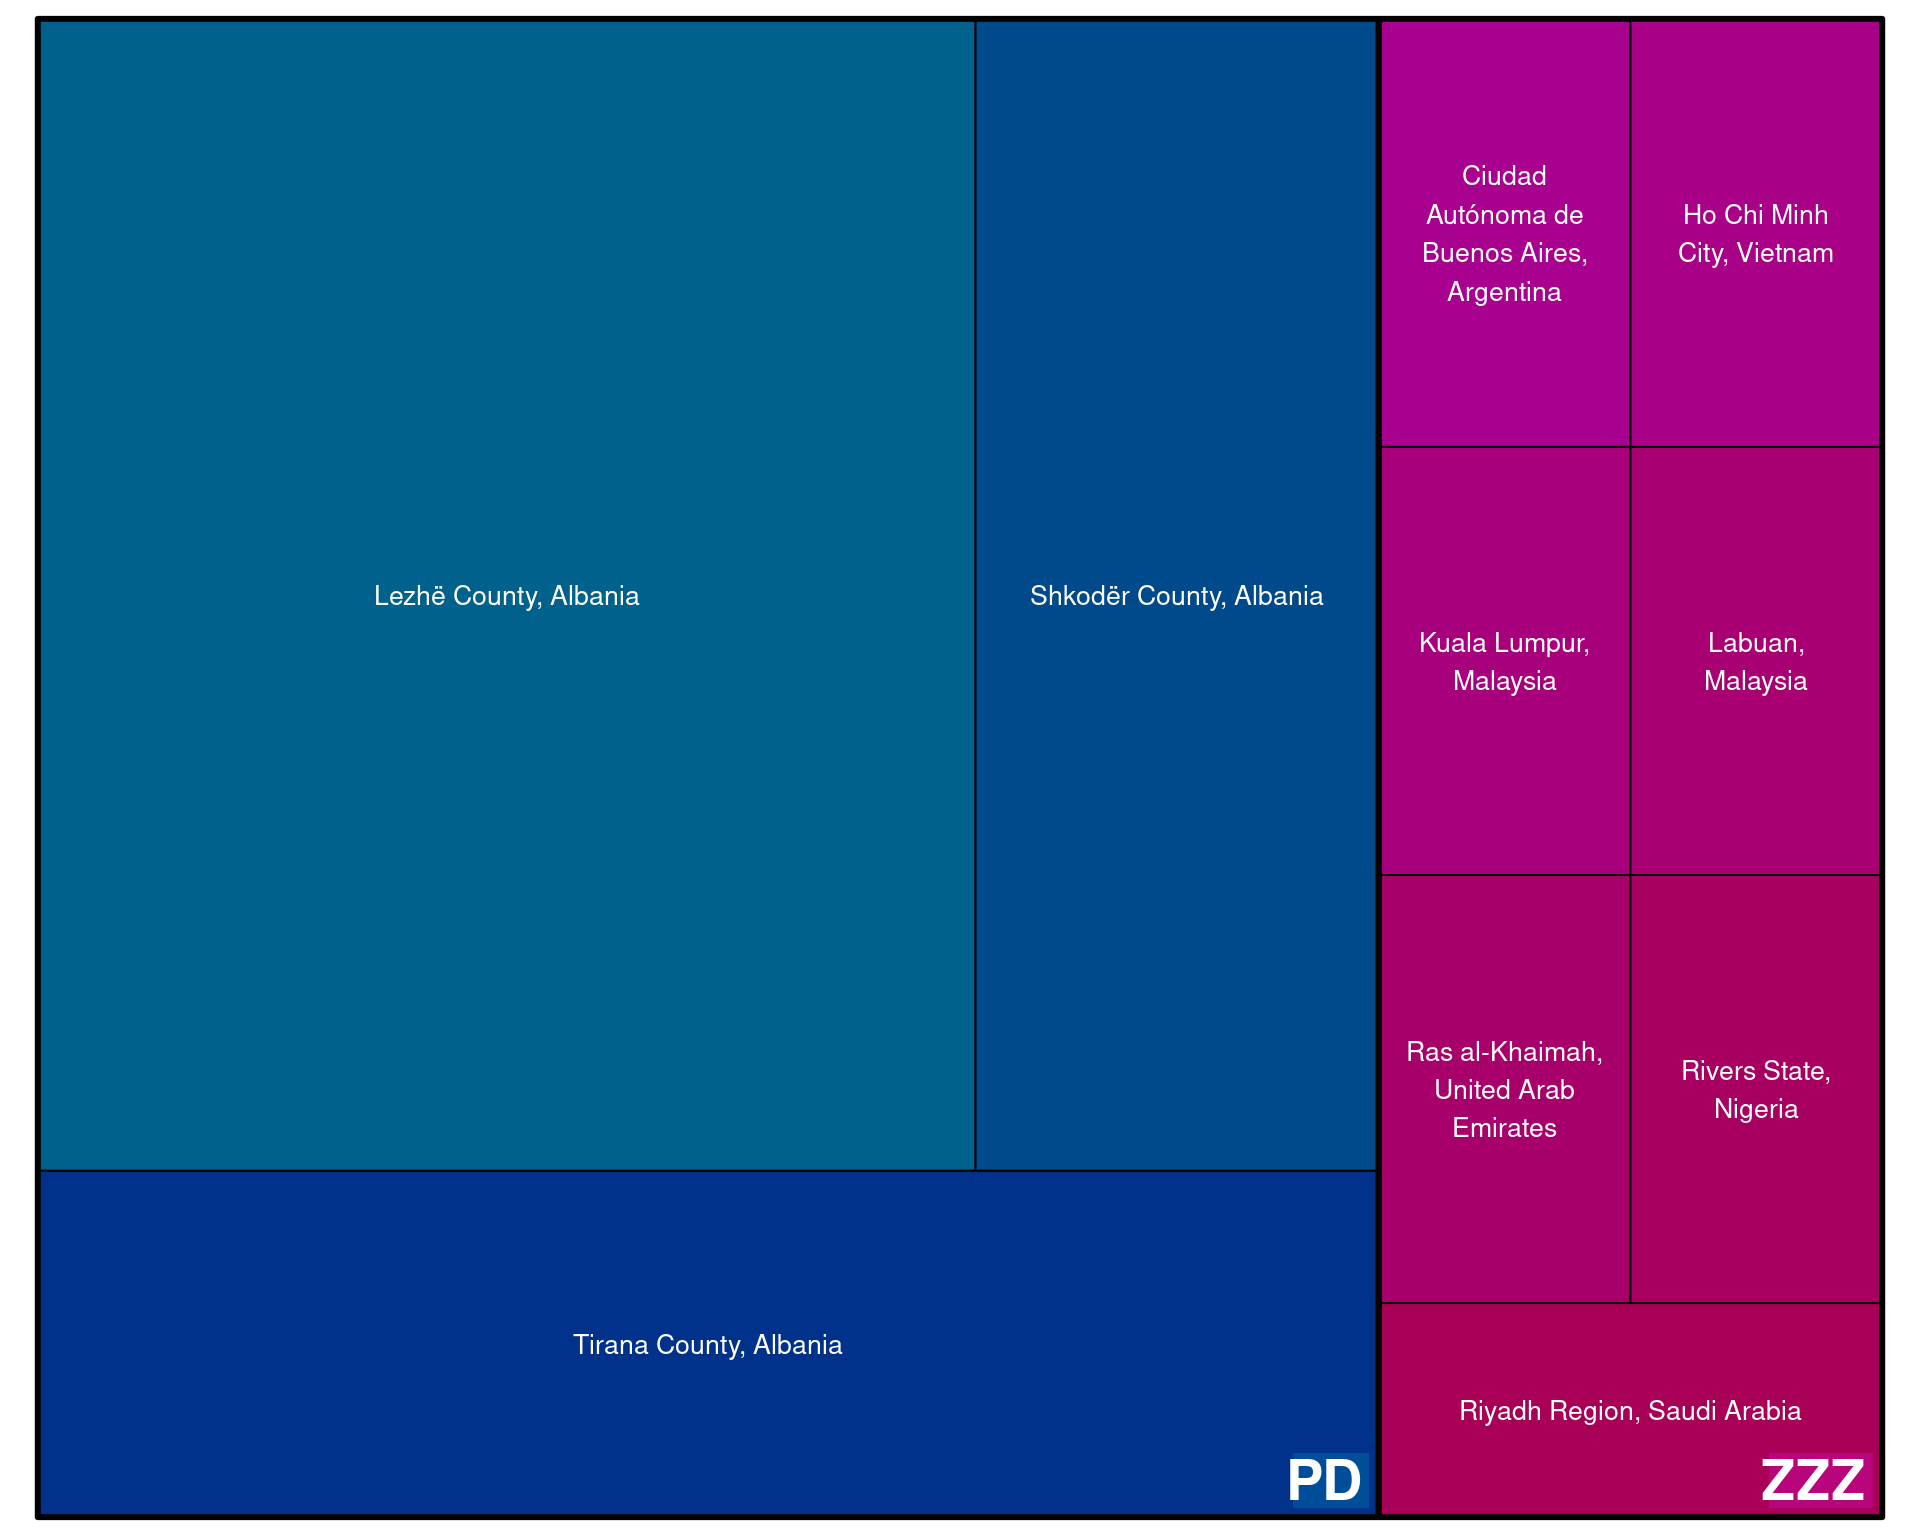 Lezhë County, Albania
Shkodër County, Albania
Tirana County, Albania
PD
Ciudad
Autónoma de
Buenos Aires,
Argentina
Ho Chi Minh
City, Vietnam
Kuala Lumpur,
Malaysia
Labuan,
Malaysia
Ras al-Khaimah,
United Arab
Emirates
Rivers State,
Nigeria
Riyadh Region, Saudi Arabia
ZZZ